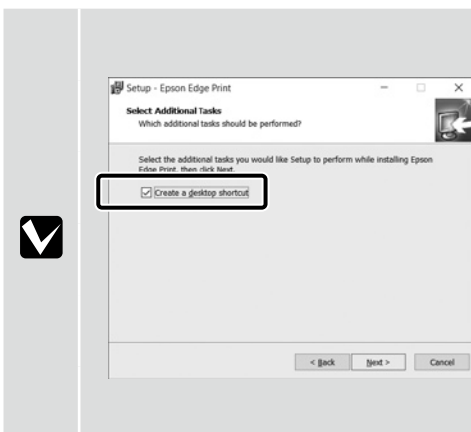 Setup - Epson Edge Print
Select Additional Tasks
Which additional tasks should be performed?
Select the additional tasks you would like Setup to perform while installing Epson
Edge Print, then click Next.
Create a desktop shortcut
< Back Next > Cancel